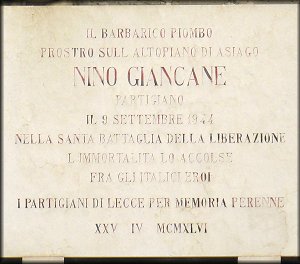 IL BARBARICO PIOMBO
PROSTRÒ SULL'ALTOPIANO DI ASIAGO
NINO GIANCANE
PARTIGIANO
IL 9 SETTEMBRE 1944
NELLA SANTA BATTAGLIA DELLA LIBERAZIONE
L'IMMORTALITÀ LO ACCOLSE
FRA GLI ITALICI EROI
I PARTIGIANI DI LECCE PER MEMORIA PERENNE
XXV IV MCMXLVI